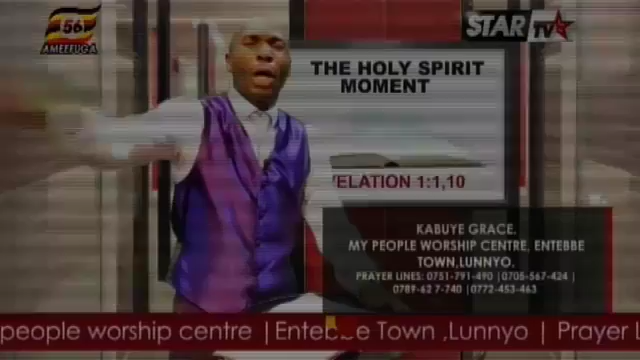 56
AMEFUGA
STAR TV
THE HOLY SPIRIT
MOMENT
ELATION 1:1,10
KABUYE GRACE.
MY PEOPLE WORSHIP CENTRE, ENTEBBE
TOWN,LUNNYO.
PRAYER LINES: 0751-791-490 |0705-567-424 |
0789-62 7-740 |0772-453-463
people worship centre |Enteb e Town ,Lunnyo | Prayer